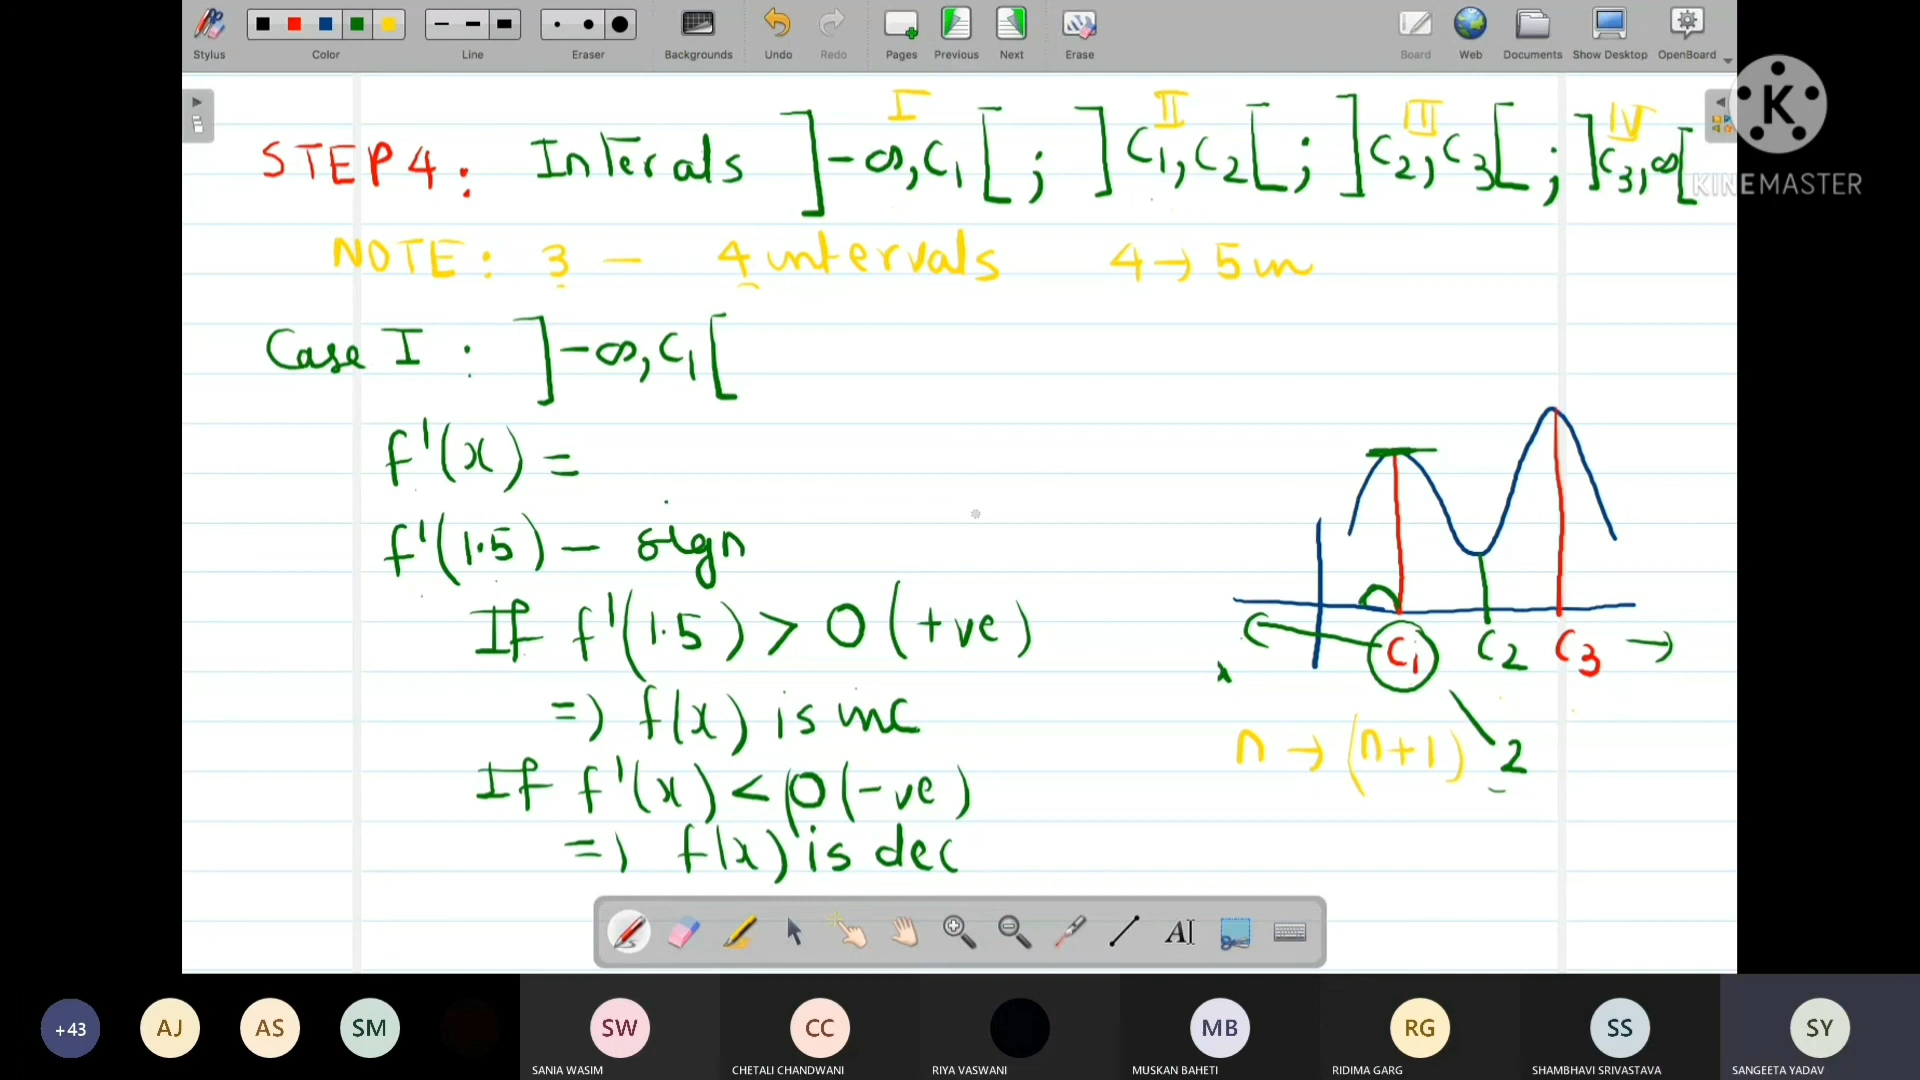 Stylus Color Line Eraser Backgrounds Undo Redo Pages Previous Next Erase Board Web Documents Show Desktop OpenBoard
K
KINEMASTER
I II III IV
STEP 4 : Intervals ]-∞, C1[ ; ]C1, C2[ ; ]C2, C3[ ; ]C3, ∞[
NOTE : 3 - 4 intervals 4 → 5 in
Case I : ]-∞, C1[
f'(x) =
f'(1.5) - sign
If f'(1.5) > 0 (+ve)
=) f(x) is inc
If f'(x) < 0 (-ve)
=) f(x) is dec
C1 C2 C3 →
n → (n+1) 2
AI
+43 AJ AS SM SW CC MB RG SS SY
SANIA WASIM CHETALI CHANDWANI RIYA VASWANI MUSKAN BAHETI RIDIMA GARG SHAMBHAVI SRIVASTAVA SANGEETA YADAV